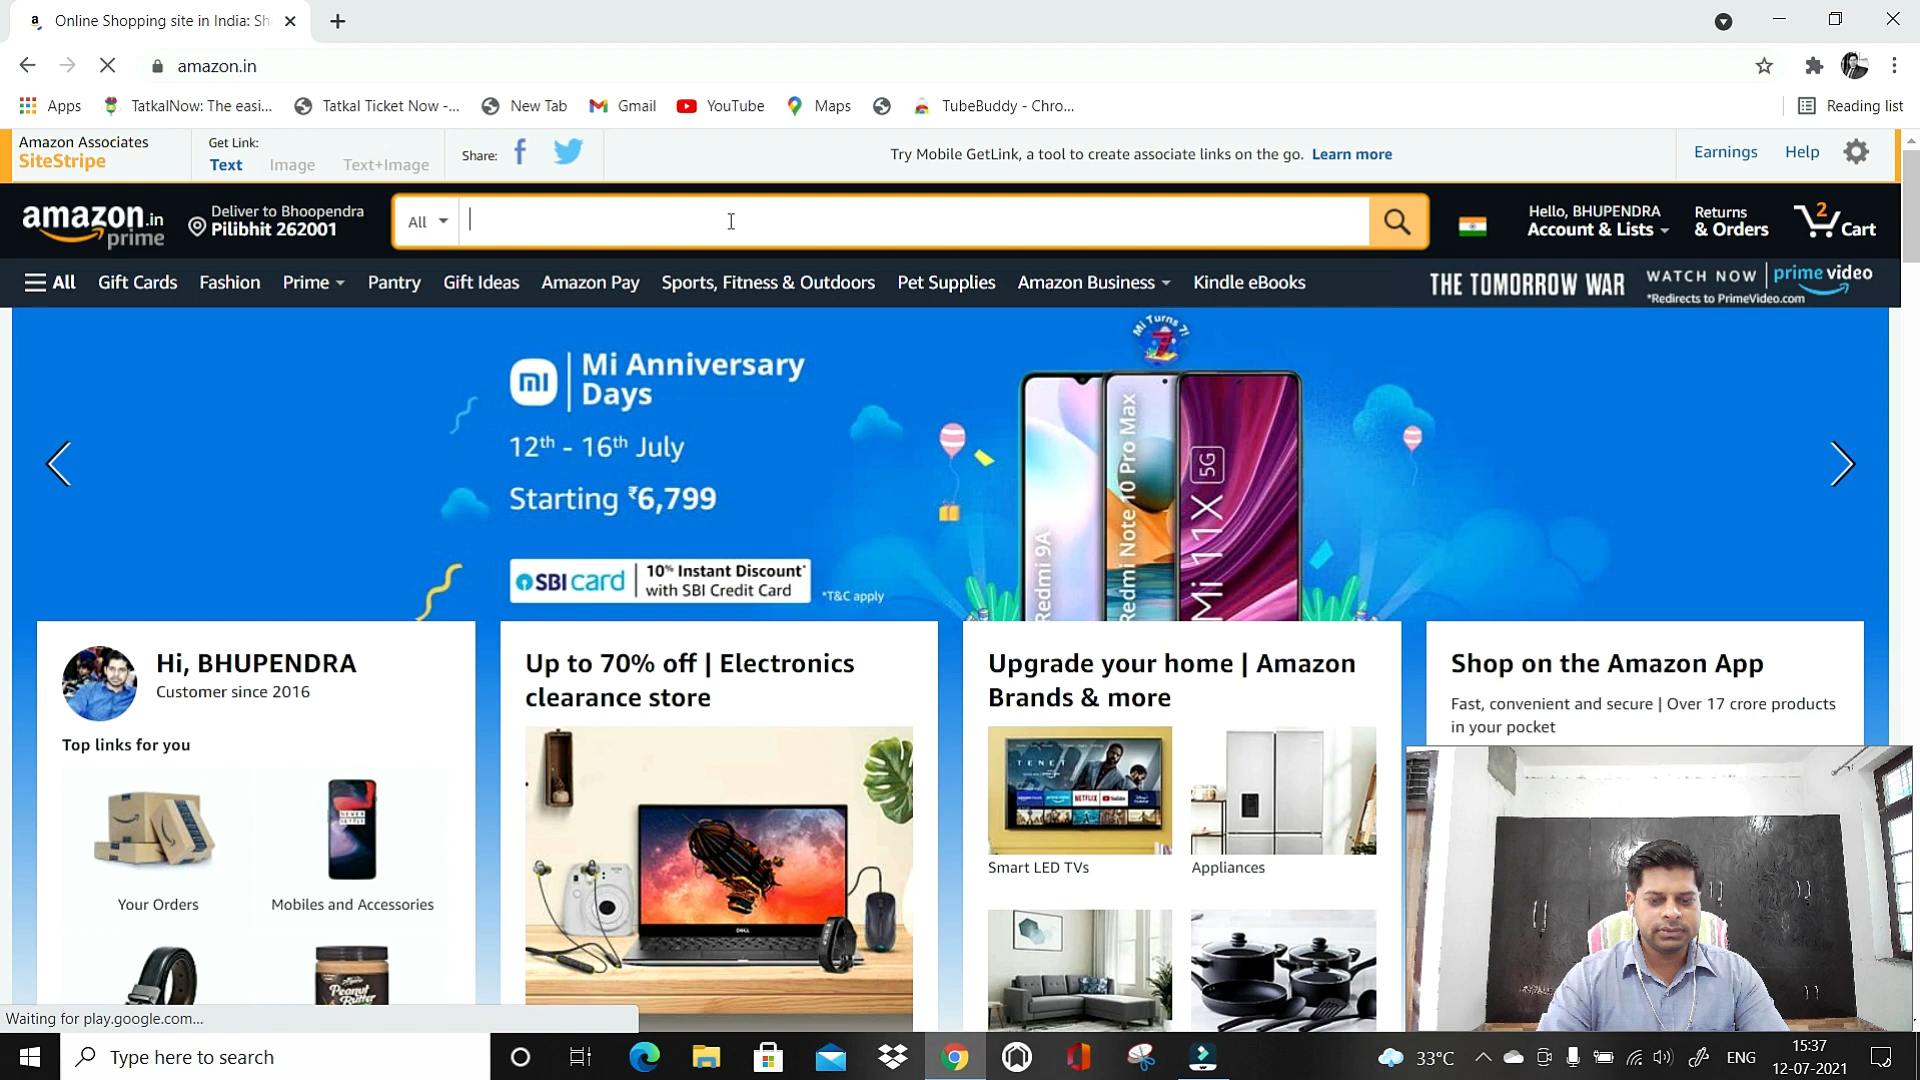 Online Shopping site in India: Sh
amazon.in
Apps
TatkalNow: The easi...
Tatkal Ticket Now -...
New Tab
Gmail
YouTube
Maps
TubeBuddy - Chro...
Reading list
Amazon Associates
SiteStripe
Get Link:
Text
Image
Text+Image
Share:
Try Mobile GetLink, a tool to create associate links on the go. Learn more
Earnings
Help
amazon.in
prime
Deliver to Bhoopendra
Pilibhit 262001
All
Hello, BHUPENDRA
Account & Lists
Returns
& Orders
2
Cart
All
Gift Cards
Fashion
Prime
Pantry
Gift Ideas
Amazon Pay
Sports, Fitness & Outdoors
Pet Supplies
Amazon Business
Kindle eBooks
THE TOMORROW WAR
WATCH NOW
prime video
*Redirects to PrimeVideo.com
Mi Turns 7!
mi
Mi Anniversary
Days
12th - 16th July
Starting ₹6,799
SBI card
10% Instant Discount*
with SBI Credit Card
*T&C apply
Redmi 9A
Redmi Note 10 Pro Max
Mi 11X 5G
Hi, BHUPENDRA
Customer since 2016
Top links for you
Your Orders
Mobiles and Accessories
Peanut
Butter
Up to 70% off | Electronics
clearance store
DELL
Upgrade your home | Amazon
Brands & more
TENET
NETFLIX
Smart LED TVs
Appliances
Shop on the Amazon App
Fast, convenient and secure | Over 17 crore products
in your pocket
Waiting for play.google.com...
Type here to search
33°C
ENG
15:37
12-07-2021